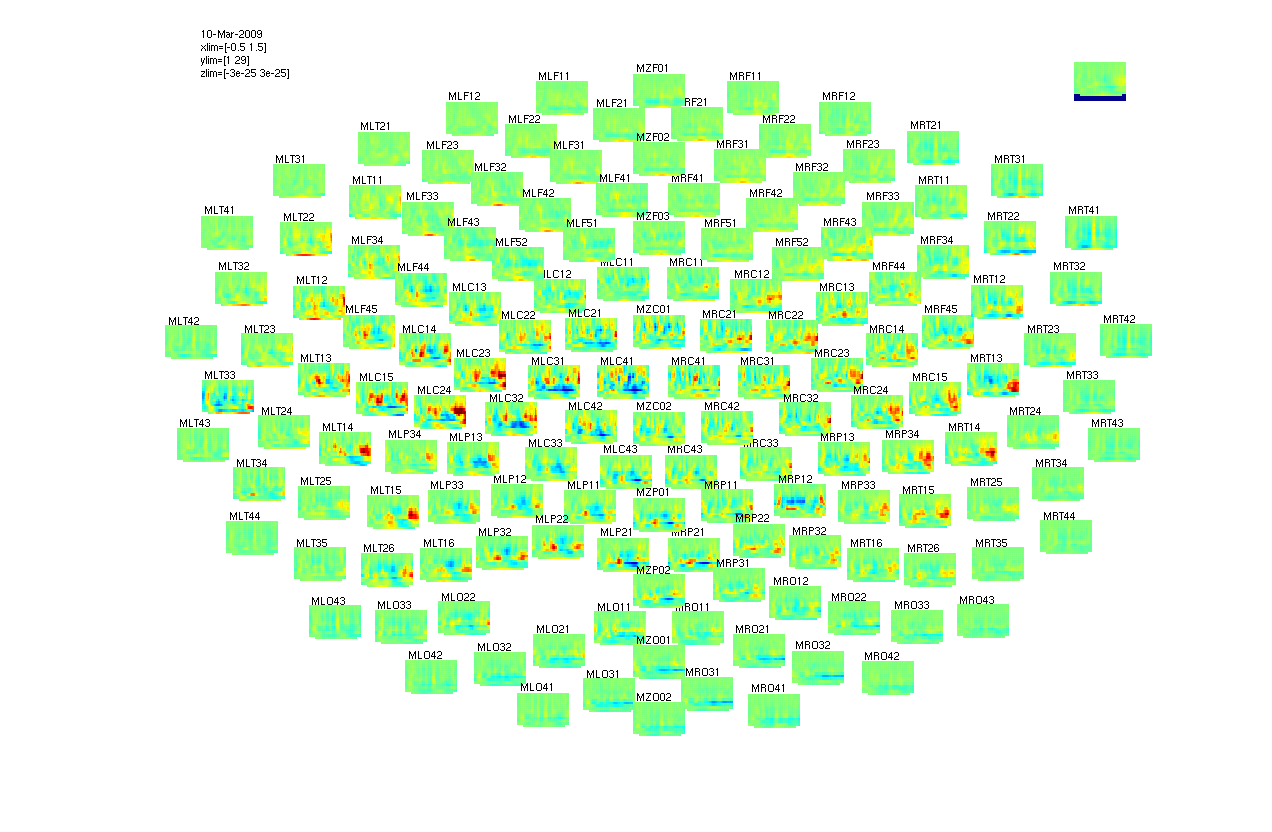 10-Mar-2009
xlim=[-0.5 1.5]
ylim=[1 29]
zlim=[-3e-25 3e-25]
MZF01
MLF11
MRF11
MLF12
MLF21
RF21
MRF12
MLT21
MLF22
MRF22
MRT21
MLF23
MLF31
MZF02
MRF31
MRF23
MLT31
MLF32
MRF32
MRT31
MLT11
MLF41
MRF41
MRT11
MLF33
MLF42
MRF42
MRF33
MLT41
MLT22
MLF43
MLF51
MZF03
MRF51
MRF43
MRT22
MRT41
MLF34
MLF52
MRF52
MRF34
MLT32
MLF44
ILC12
MLC11
MRC11
MRC12
MRF44
MRT32
MLT12
MLC13
MRC13
MRT12
MLT42
MLT23
MLF45
MLC22
MLC21
MZC01
MRC21
MRC22
MRF45
MRT23
MRT42
MLC14
MRC14
MLT13
MLC23
MLC31
MLC41
MRC41
MRC31
MRC23
MRT13
MLT33
MLC15
MLC24
MRC24
MRC15
MRT33
MLT43
MLT24
MLC32
MLC42
MZC02
MRC42
MRC32
MRT24
MRT43
MLT14
MLP34
MLP13
MLC33
MLC43
MRC43
MRC33
MRP13
MRP34
MRT14
MLT34
MRT34
MLT25
MLT15
MLP33
MLP12
MLP11
MZP01
MRP11
MRP12
MRP33
MRT15
MRT25
MLT44
MRT44
MLT35
MLT26
MLT16
MLP32
MLP22
MLP21
MRP21
MRP22
MRP32
MRT16
MRT26
MRT35
MZP02
MRP31
MLO43
MLO33
MLO22
MLO11
MRO11
MRO12
MRO22
MRO33
MRO43
MLO42
MLO32
MLO21
MZO01
MRO21
MRO32
MRO42
MLO41
MLO31
MZO02
MRO31
MRO41